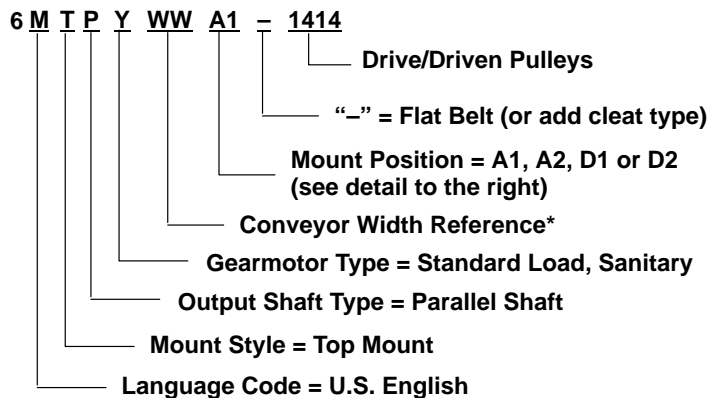 6 M T P Y WW A1 – 1414
Drive/Driven Pulleys
“–” = Flat Belt (or add cleat type)
Mount Position = A1, A2, D1 or D2
(see detail to the right)
Conveyor Width Reference*
Gearmotor Type = Standard Load, Sanitary
Output Shaft Type = Parallel Shaft
Mount Style = Top Mount
Language Code = U.S. English